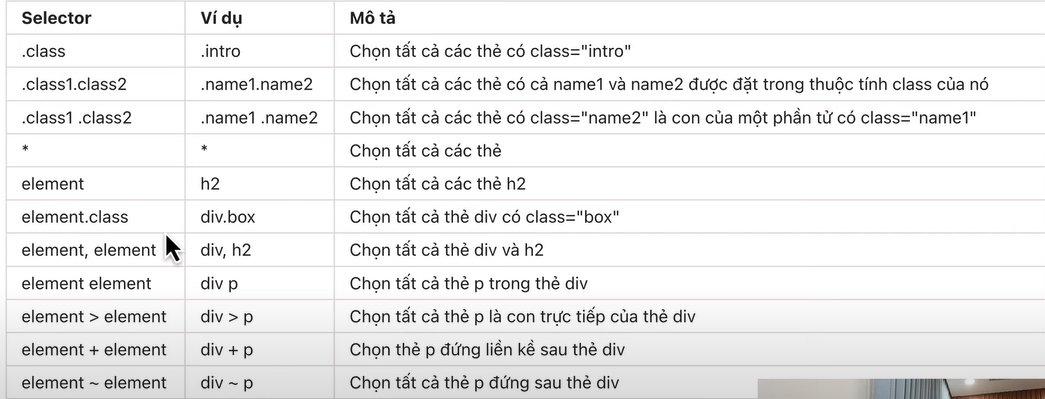 Selector Ví dụ Mô tả
.class .intro Chọn tất cả các thẻ có class="intro"
.class1.class2 .name1.name2 Chọn tất cả các thẻ có cả name1 và name2 được đặt trong thuộc tính class của nó
.class1 .class2 .name1 .name2 Chọn tất cả các thẻ có class="name2" là con của một phần tử có class="name1"
* * Chọn tất cả các thẻ
element h2 Chọn tất cả các thẻ h2
element.class div.box Chọn tất cả thẻ div có class="box"
element, element div, h2 Chọn tất cả thẻ div và h2
element element div p Chọn tất cả thẻ p trong thẻ div
element > element div > p Chọn tất cả thẻ p là con trực tiếp của thẻ div
element + element div + p Chọn thẻ p đứng liền kề sau thẻ div
element ~ element div ~ p Chọn tất cả thẻ p đứng sau thẻ div